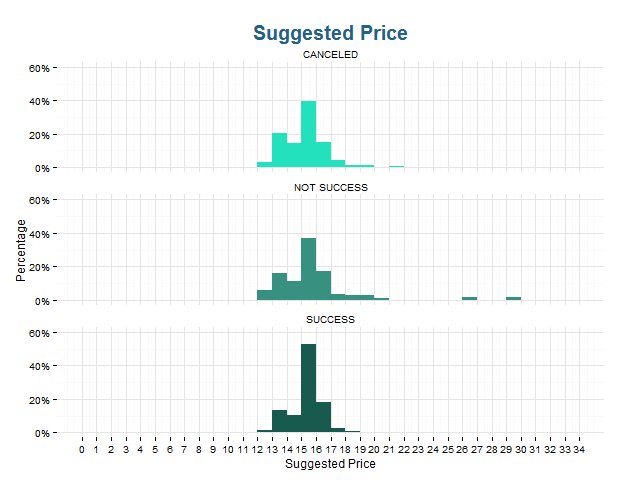 Suggested Price
CANCELED
60%
40%
20%
0%
NOT SUCCESS
60%
40%
20%
0%
Percentage
SUCCESS
60%
40%
20%
0%
0 1 2 3 4 5 6 7 8 9 10 11 12 13 14 15 16 17 18 19 20 21 22 23 24 25 26 27 28 29 30 31 32 33 34
Suggested Price